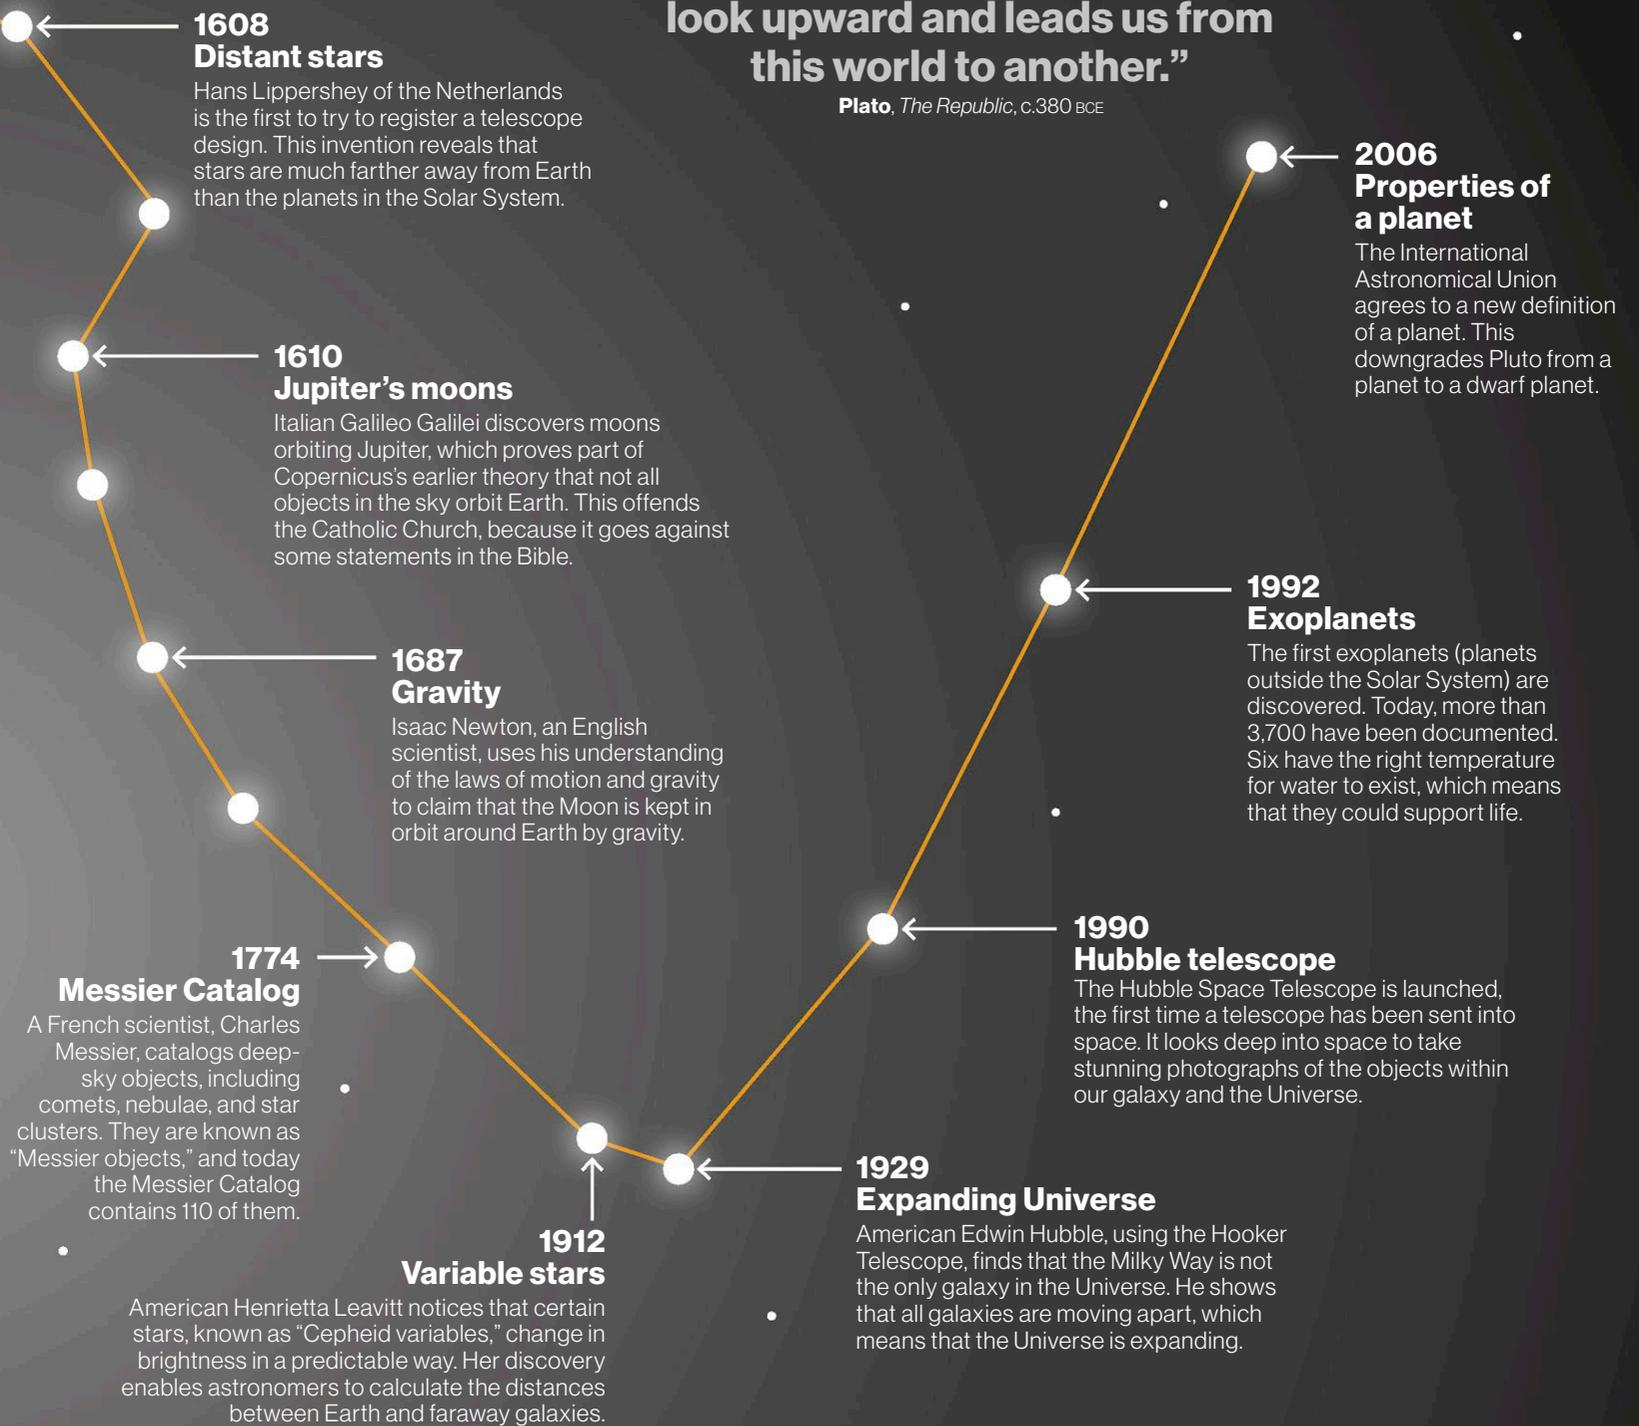 look upward and leads us from
this world to another.”
Plato, The Republic, c.380 BCE
1608
Distant stars
Hans Lippershey of the Netherlands
is the first to try to register a telescope
design. This invention reveals that
stars are much farther away from Earth
than the planets in the Solar System.
1610
Jupiter’s moons
Italian Galileo Galilei discovers moons
orbiting Jupiter, which proves part of
Copernicus’s earlier theory that not all
objects in the sky orbit Earth. This offends
the Catholic Church, because it goes against
some statements in the Bible.
1687
Gravity
Isaac Newton, an English
scientist, uses his understanding
of the laws of motion and gravity
to claim that the Moon is kept in
orbit around Earth by gravity.
1774
Messier Catalog
A French scientist, Charles
Messier, catalogs deep-
sky objects, including
comets, nebulae, and star
clusters. They are known as
“Messier objects,” and today
the Messier Catalog
contains 110 of them.
1912
Variable stars
American Henrietta Leavitt notices that certain
stars, known as “Cepheid variables,” change in
brightness in a predictable way. Her discovery
enables astronomers to calculate the distances
between Earth and faraway galaxies.
1929
Expanding Universe
American Edwin Hubble, using the Hooker
Telescope, finds that the Milky Way is not
the only galaxy in the Universe. He shows
that all galaxies are moving apart, which
means that the Universe is expanding.
1990
Hubble telescope
The Hubble Space Telescope is launched,
the first time a telescope has been sent into
space. It looks deep into space to take
stunning photographs of the objects within
our galaxy and the Universe.
1992
Exoplanets
The first exoplanets (planets
outside the Solar System) are
discovered. Today, more than
3,700 have been documented.
Six have the right temperature
for water to exist, which means
that they could support life.
2006
Properties of
a planet
The International
Astronomical Union
agrees to a new definition
of a planet. This
downgrades Pluto from a
planet to a dwarf planet.